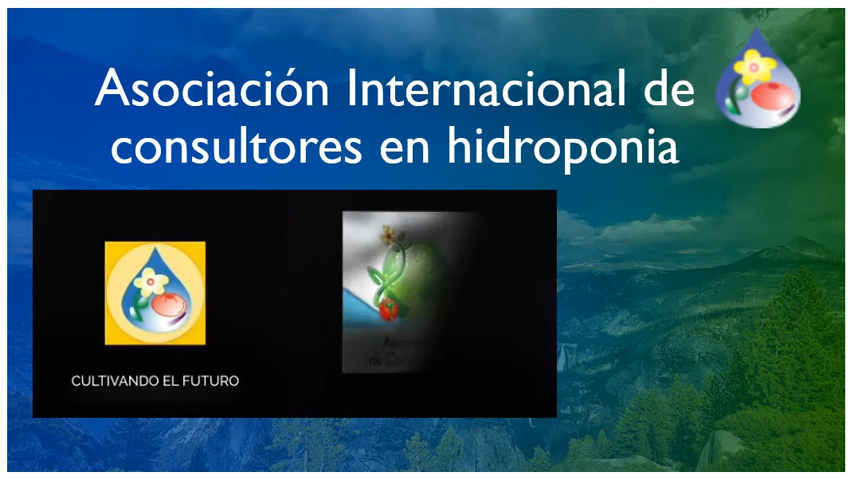 Asociación Internacional de
consultores en hidroponia
CULTIVANDO EL FUTURO